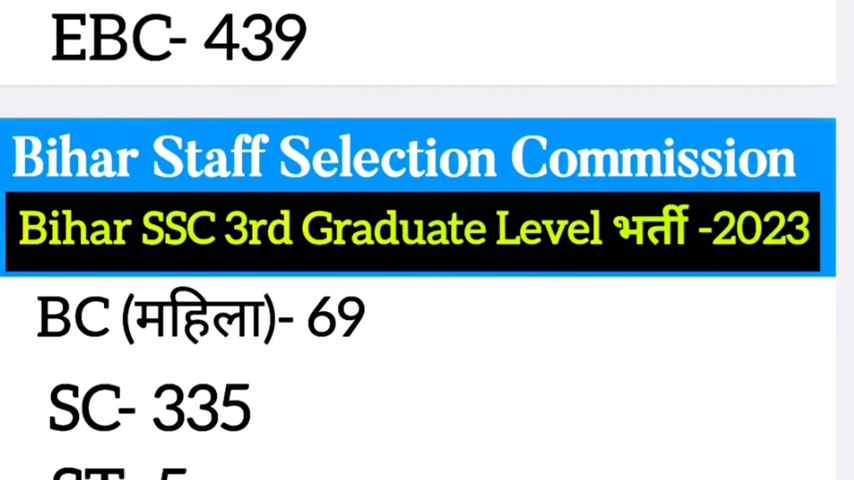 EBC- 439
Bihar Staff Selection Commission
Bihar SSC 3rd Graduate Level भर्ती -2023
BC (महिला)- 69
SC- 335